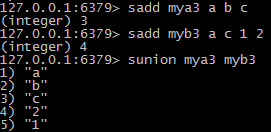 127.0.0.1:6379> sadd mya3 a b c
(integer) 3
127.0.0.1:6379> sadd myb3 a c 1 2
(integer) 4
127.0.0.1:6379> sunion mya3 myb3
1) "a"
2) "b"
3) "c"
4) "2"
5) "1"